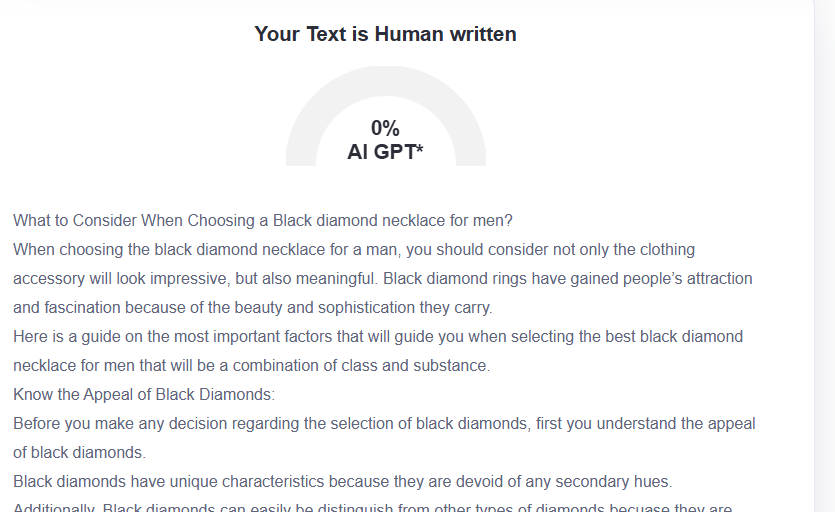 Your Text is Human written
0%
AI GPT*
What to Consider When Choosing a Black diamond necklace for men?
When choosing the black diamond necklace for a man, you should consider not only the clothing
accessory will look impressive, but also meaningful. Black diamond rings have gained people’s attraction
and fascination because of the beauty and sophistication they carry.
Here is a guide on the most important factors that will guide you when selecting the best black diamond
necklace for men that will be a combination of class and substance.
Know the Appeal of Black Diamonds:
Before you make any decision regarding the selection of black diamonds, first you understand the appeal
of black diamonds.
Black diamonds have unique characteristics because they are devoid of any secondary hues.
Additionally, Black diamonds can easily be distinguish from other types of diamonds becuase they are